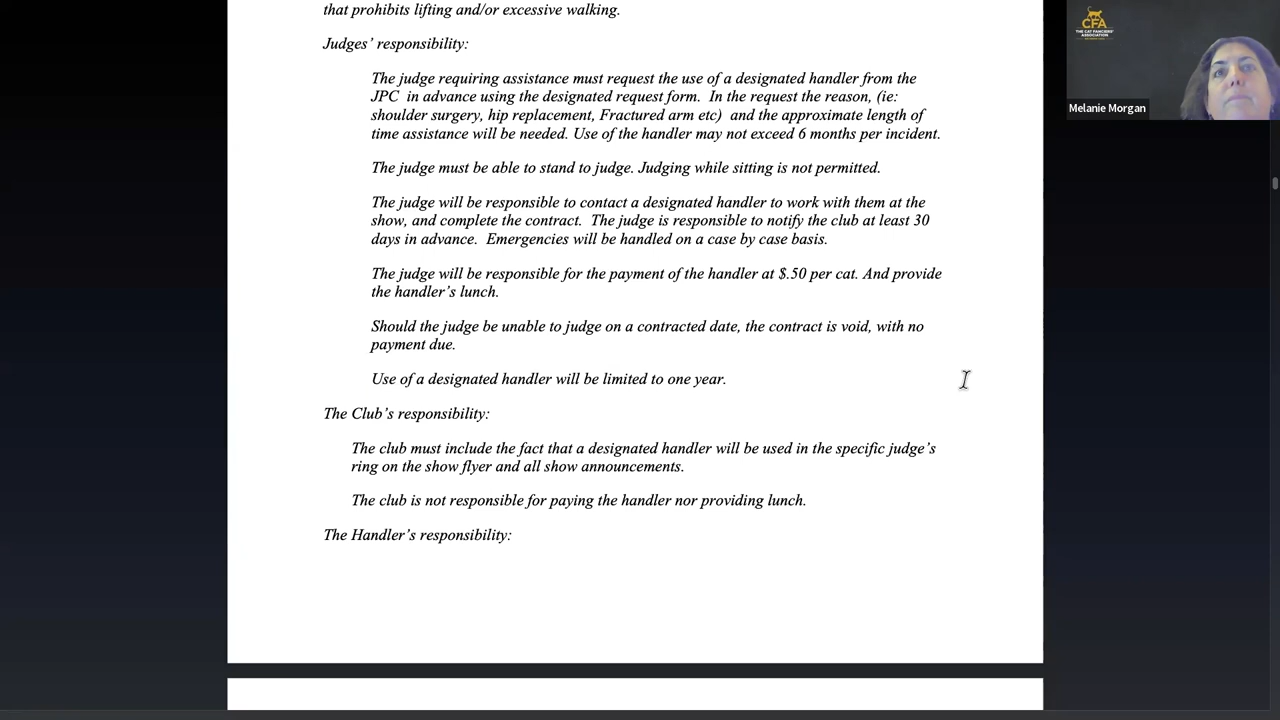 that prohibits lifting and/or excessive walking.
Judges’ responsibility:
The judge requiring assistance must request the use of a designated handler from the
JPC in advance using the designated request form. In the request the reason, (ie:
shoulder surgery, hip replacement, Fractured arm etc) and the approximate length of
time assistance will be needed. Use of the handler may not exceed 6 months per incident.
The judge must be able to stand to judge. Judging while sitting is not permitted.
The judge will be responsible to contact a designated handler to work with them at the
show, and complete the contract. The judge is responsible to notify the club at least 30
days in advance. Emergencies will be handled on a case by case basis.
The judge will be responsible for the payment of the handler at $.50 per cat. And provide
the handler’s lunch.
Should the judge be unable to judge on a contracted date, the contract is void, with no
payment due.
Use of a designated handler will be limited to one year.
The Club’s responsibility:
The club must include the fact that a designated handler will be used in the specific judge’s
ring on the show flyer and all show announcements.
The club is not responsible for paying the handler nor providing lunch.
The Handler’s responsibility:
CFA
THE CAT FANCIERS'
ASSOCIATION
Melanie Morgan